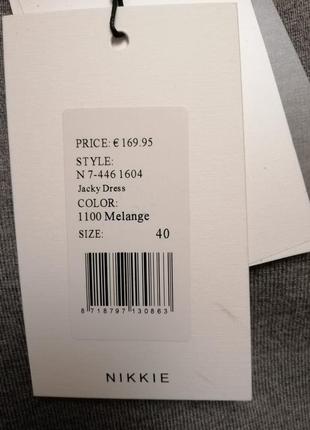 PRICE: € 169.95
STYLE:
N 7-446 1604
Jacky Dress
COLOR:
1100 Melange
SIZE: 40
8 718797 130863
NIKKIE